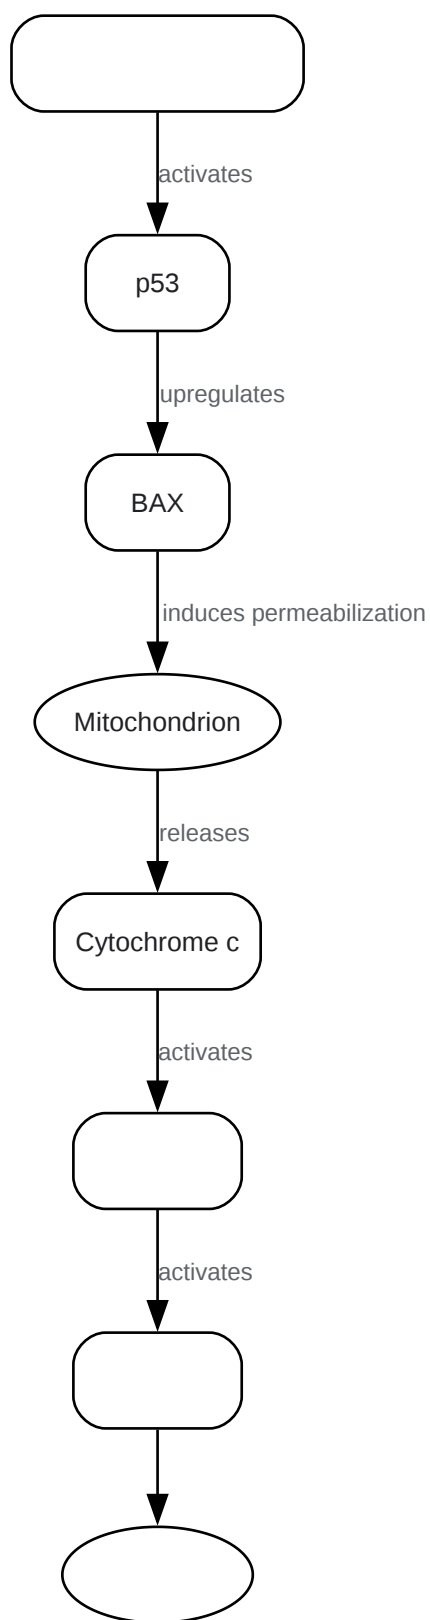 activates
p53
upregulates
BAX
induces permeabilization
Mitochondrion
releases
Cytochrome c
activates
activates